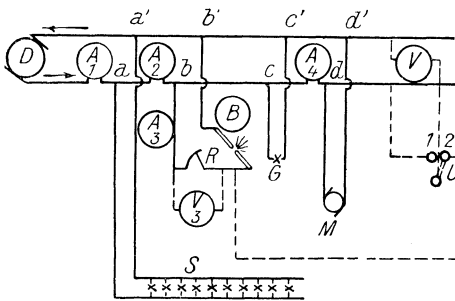 a' b' c' d'
D A 1 a A 2 b c A 4 d V
A 3 B 1 2
R G U
V 3 M
S